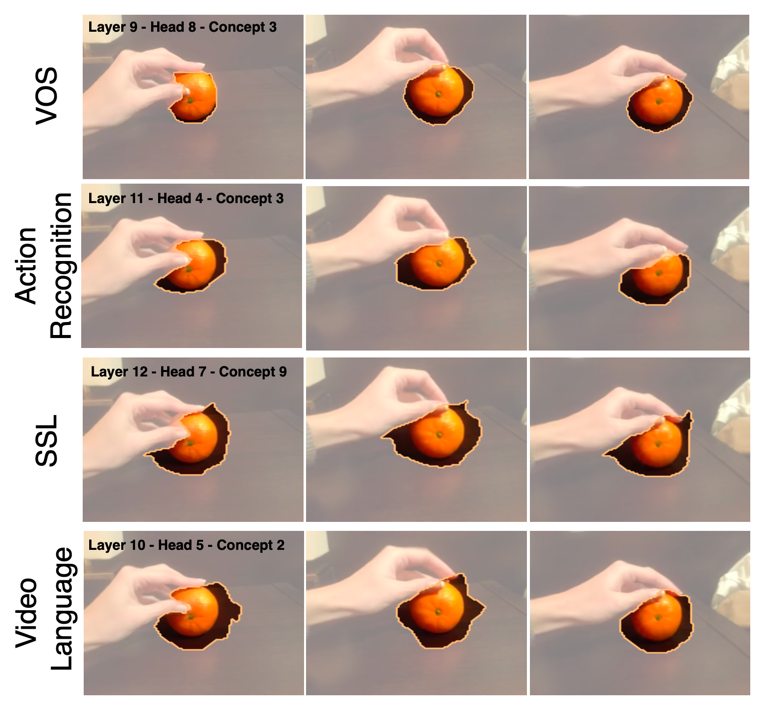 VOS
Layer 9 - Head 8 - Concept 3
Action
Recognition
Layer 11 - Head 4 - Concept 3
SSL
Layer 12 - Head 7 - Concept 9
Video
Language
Layer 10 - Head 5 - Concept 2